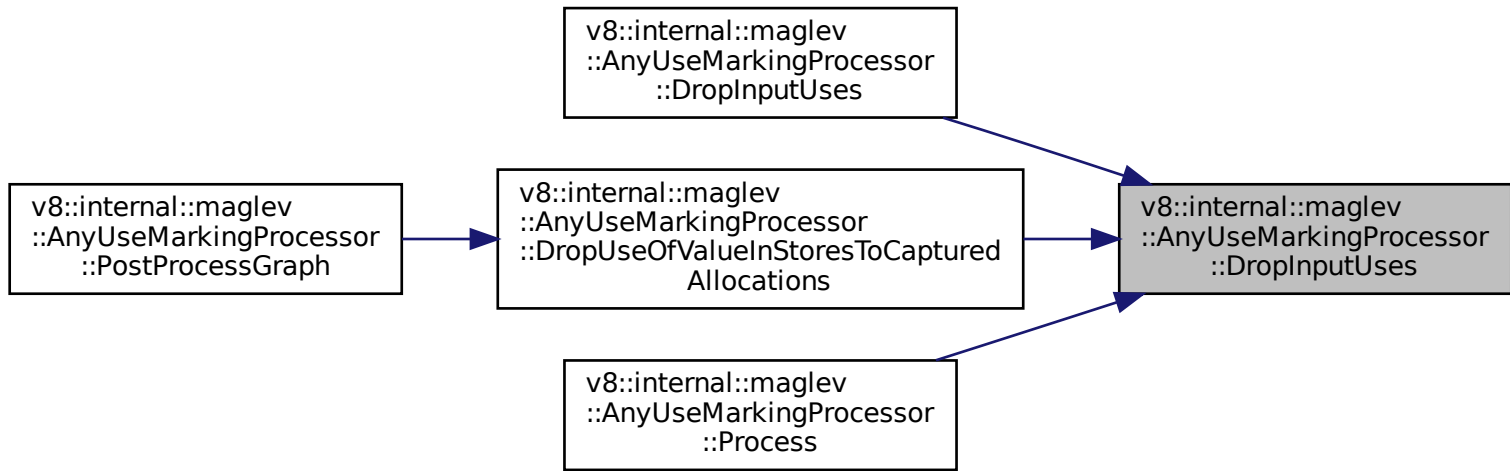 v8::internal::maglev
::AnyUseMarkingProcessor
::DropInputUses
v8::internal::maglev
::AnyUseMarkingProcessor
::PostProcessGraph
v8::internal::maglev
::AnyUseMarkingProcessor
::DropUseOfValueInStoresToCaptured
Allocations
v8::internal::maglev
::AnyUseMarkingProcessor
::DropInputUses
v8::internal::maglev
::AnyUseMarkingProcessor
::Process